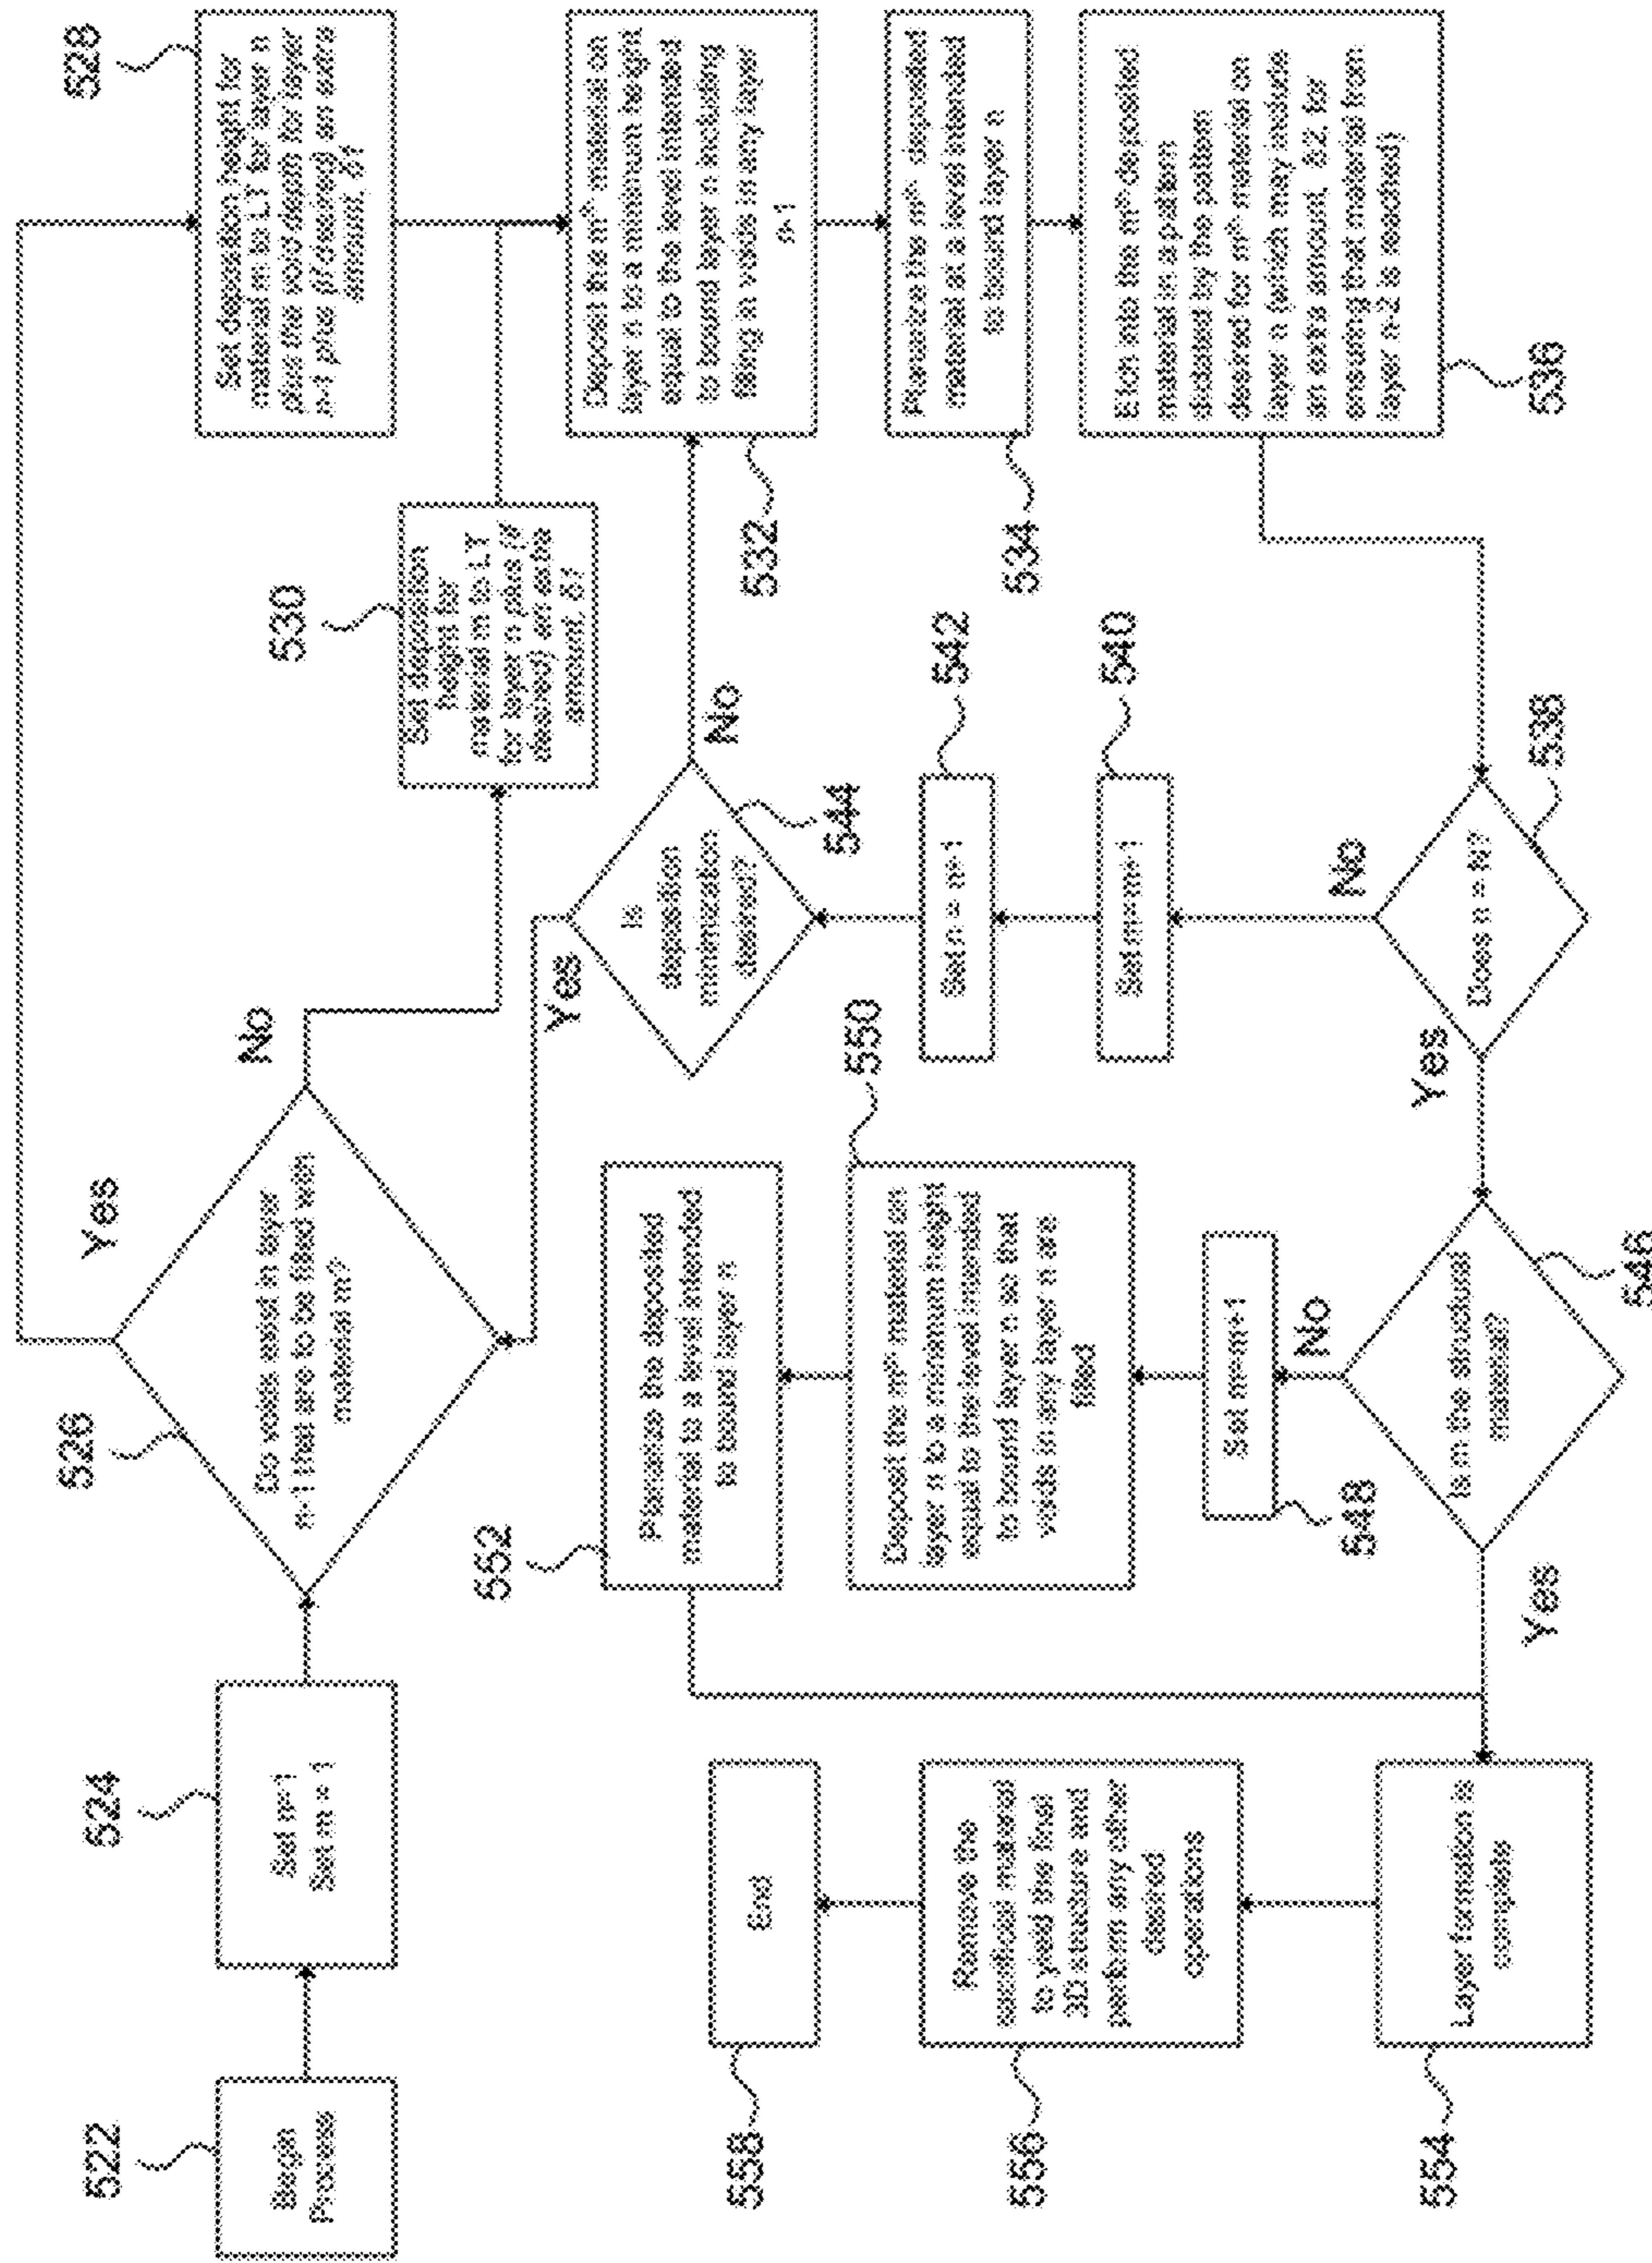 522
Begin
Process
524
Set n=1
Set m = 1
526
Do voids exist in layer
n-1 that are to be filled with
material m?
Yes
No
528
Set deposition height for
material m to LT for layer n
plus the void depth for layer
n-1 plus (if desired) an extra
amount, δ1
530
Set deposition
height for
material m to LT
for layer n plus (if
desired) an extra
amount, δ1
532
Deposit the mth material on
layer n to a minimum height
equal to the level intended
to bound layer n including
filling in voids in any layer
n-1
534
Planarize the mth deposited
material at a level intended
to bound layer n
536
Etch into the mth deposited
material in a pattern
dictated by the pattern
desired for mth material on
layer n (which may include
an extra amount, δ2, for
ensuring that material from
layer n-2 is reached)
538
Does n = N?
No
Yes
540
Set m=m+1
542
Set n = n+1
544
Is
deposition
minimization
desired?
Yes
No
546
Is m the structural
material?
No
Yes
548
Set m=m+1
550
Deposit the mth material on
layer n to a minimum height
equal to the level intended
to bound layer n so that
voids in any layer n are
filled
552
Planarize the deposited
material to a level intended
to bound layer n
554
Layer formation is
complete
556
Remove the
sacrificial material
to yield the final
3D structure and
perform any other
desired
operations
558
End